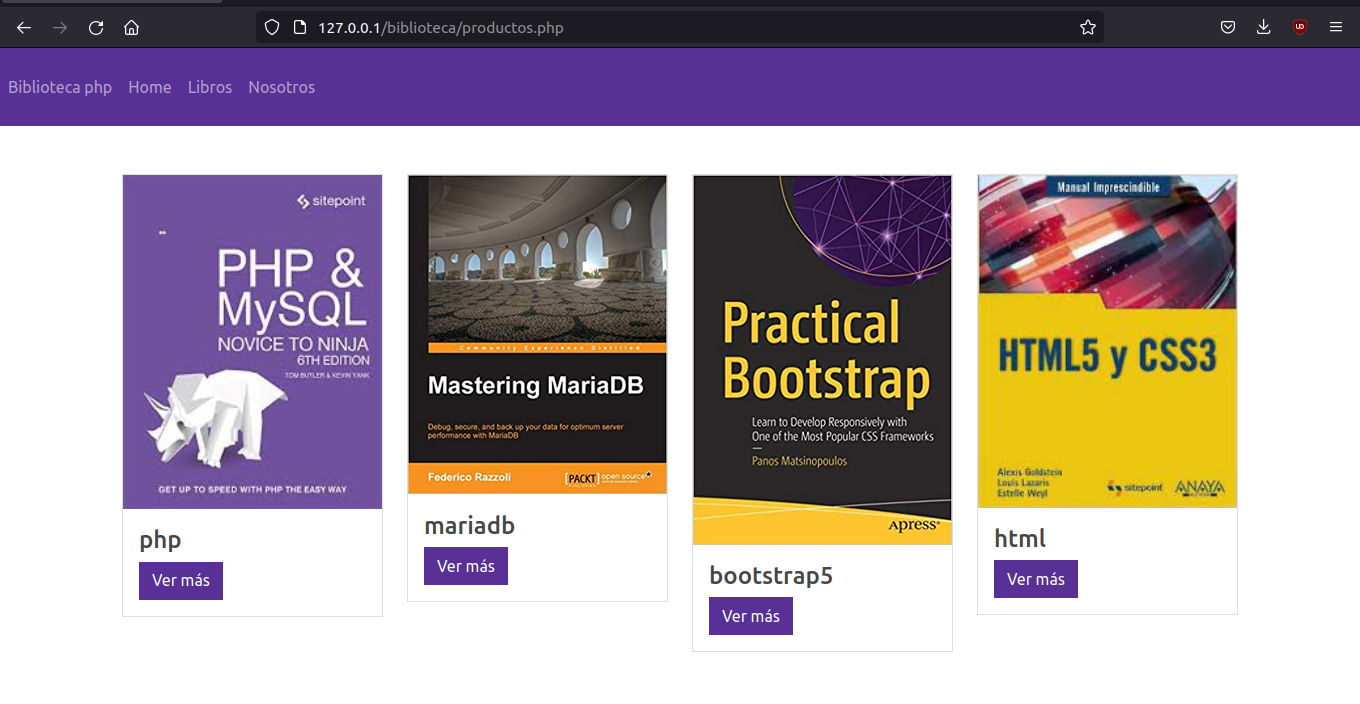 127.0.0.1/biblioteca/productos.php
Biblioteca php Home Libros Nosotros
sitepoint
PHP &
MySQL
NOVICE TO NINJA
6TH EDITION
TOM BUTLER & KEVIN YANK
GET UP TO SPEED WITH PHP THE EASY WAY
php
Ver más
Community Experience Distilled
Mastering MariaDB
Debug, secure, and back up your data for optimum server
performance with MariaDB
Federico Razzoli
[PACKT] open source*
mariadb
Ver más
Practical
Bootstrap
Learn to Develop Responsively with
One of the Most Popular CSS Frameworks
—
Panos Matsinopoulos
Apress®
bootstrap5
Ver más
Manual Imprescindible
HTML5 y CSS3
Alexis Goldstein
Louis Lazaris
Estelle Weyl
sitepoint
ANAYA
html
Ver más